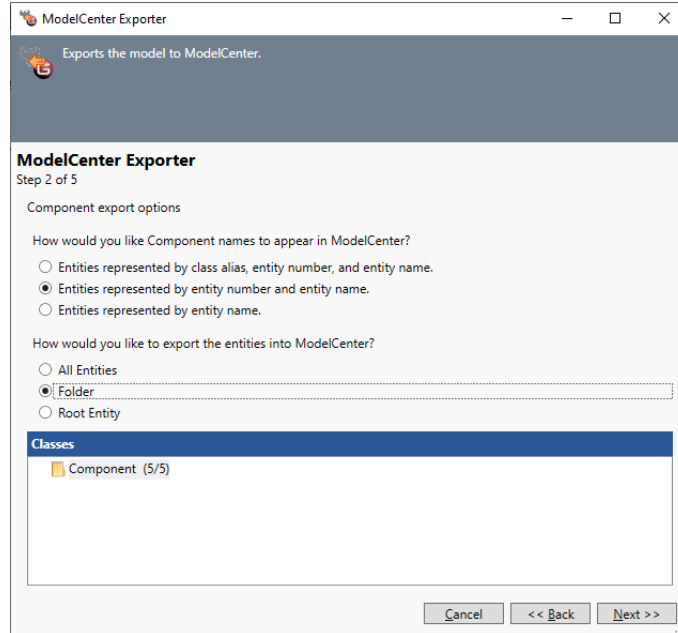 ModelCenter Exporter
Exports the model to ModelCenter.
ModelCenter Exporter
Step 2 of 5
Component export options
How would you like Component names to appear in ModelCenter?
Entities represented by class alias, entity number, and entity name.
Entities represented by entity number and entity name.
Entities represented by entity name.
How would you like to export the entities into ModelCenter?
All Entities
Folder
Root Entity
Classes
Component (5/5)
Cancel
<< Back
Next >>